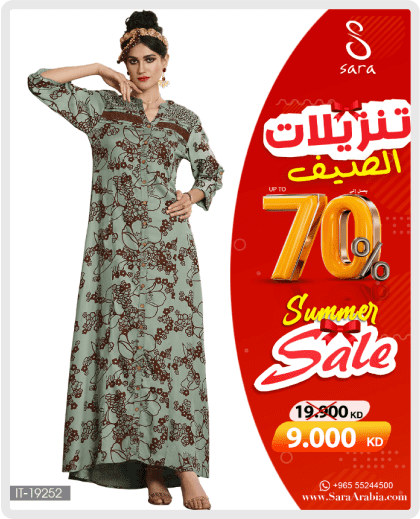 sara
تنزيلات
الصيف
UP TO
يصل إلى
70%
Summer
Sale
19.900 KD
9.000 KD
+965 55244500
www.SaraArabia.com
IT-19252